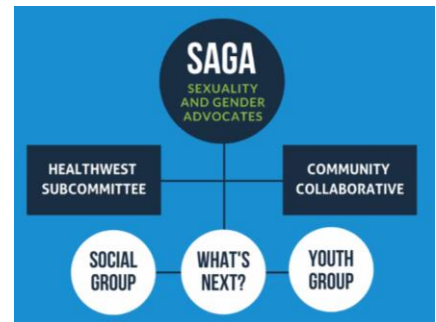 SAGA
SEXUALITY
AND GENDER
ADVOCATES
HEALTHWEST
SUBCOMMITTEE
COMMUNITY
COLLABORATIVE
SOCIAL
GROUP
WHAT'S
NEXT?
YOUTH
GROUP